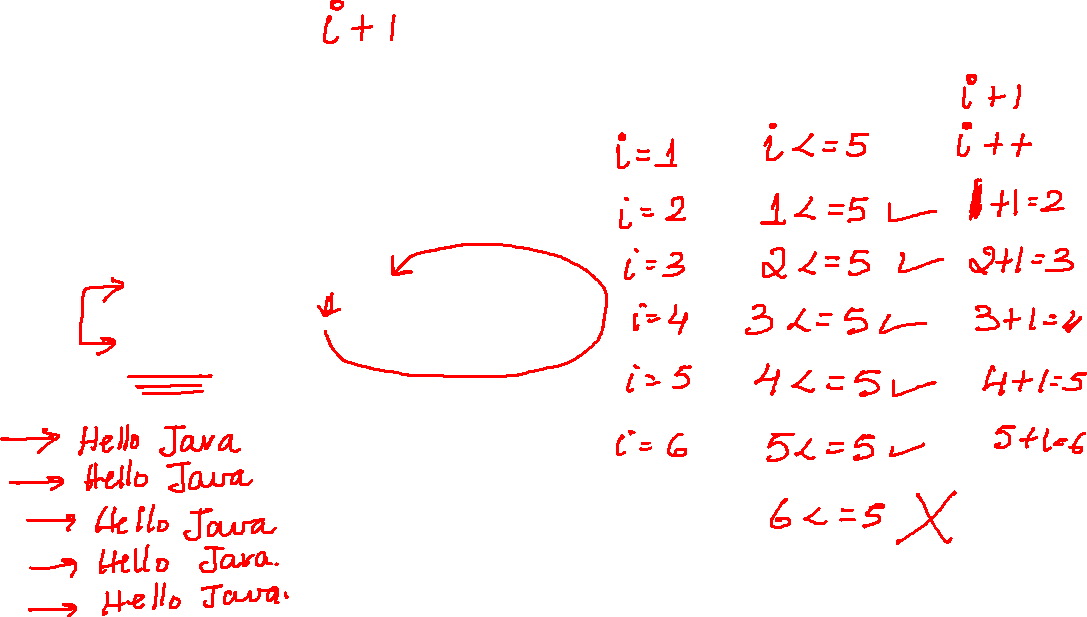 i+1
i+1
i=1 i<=5 i++
i=2 1<=5 ✓ 1+1=2
i=3 2<=5 ✓ 2+1=3
i=4 3<=5 ✓ 3+1=4
i=5 4<=5 ✓ 4+1=5
i=6 5<=5 ✓ 5+1=6
6<=5 X
Hello Java
Hello Java
Hello Java
Hello Java.
Hello Java.